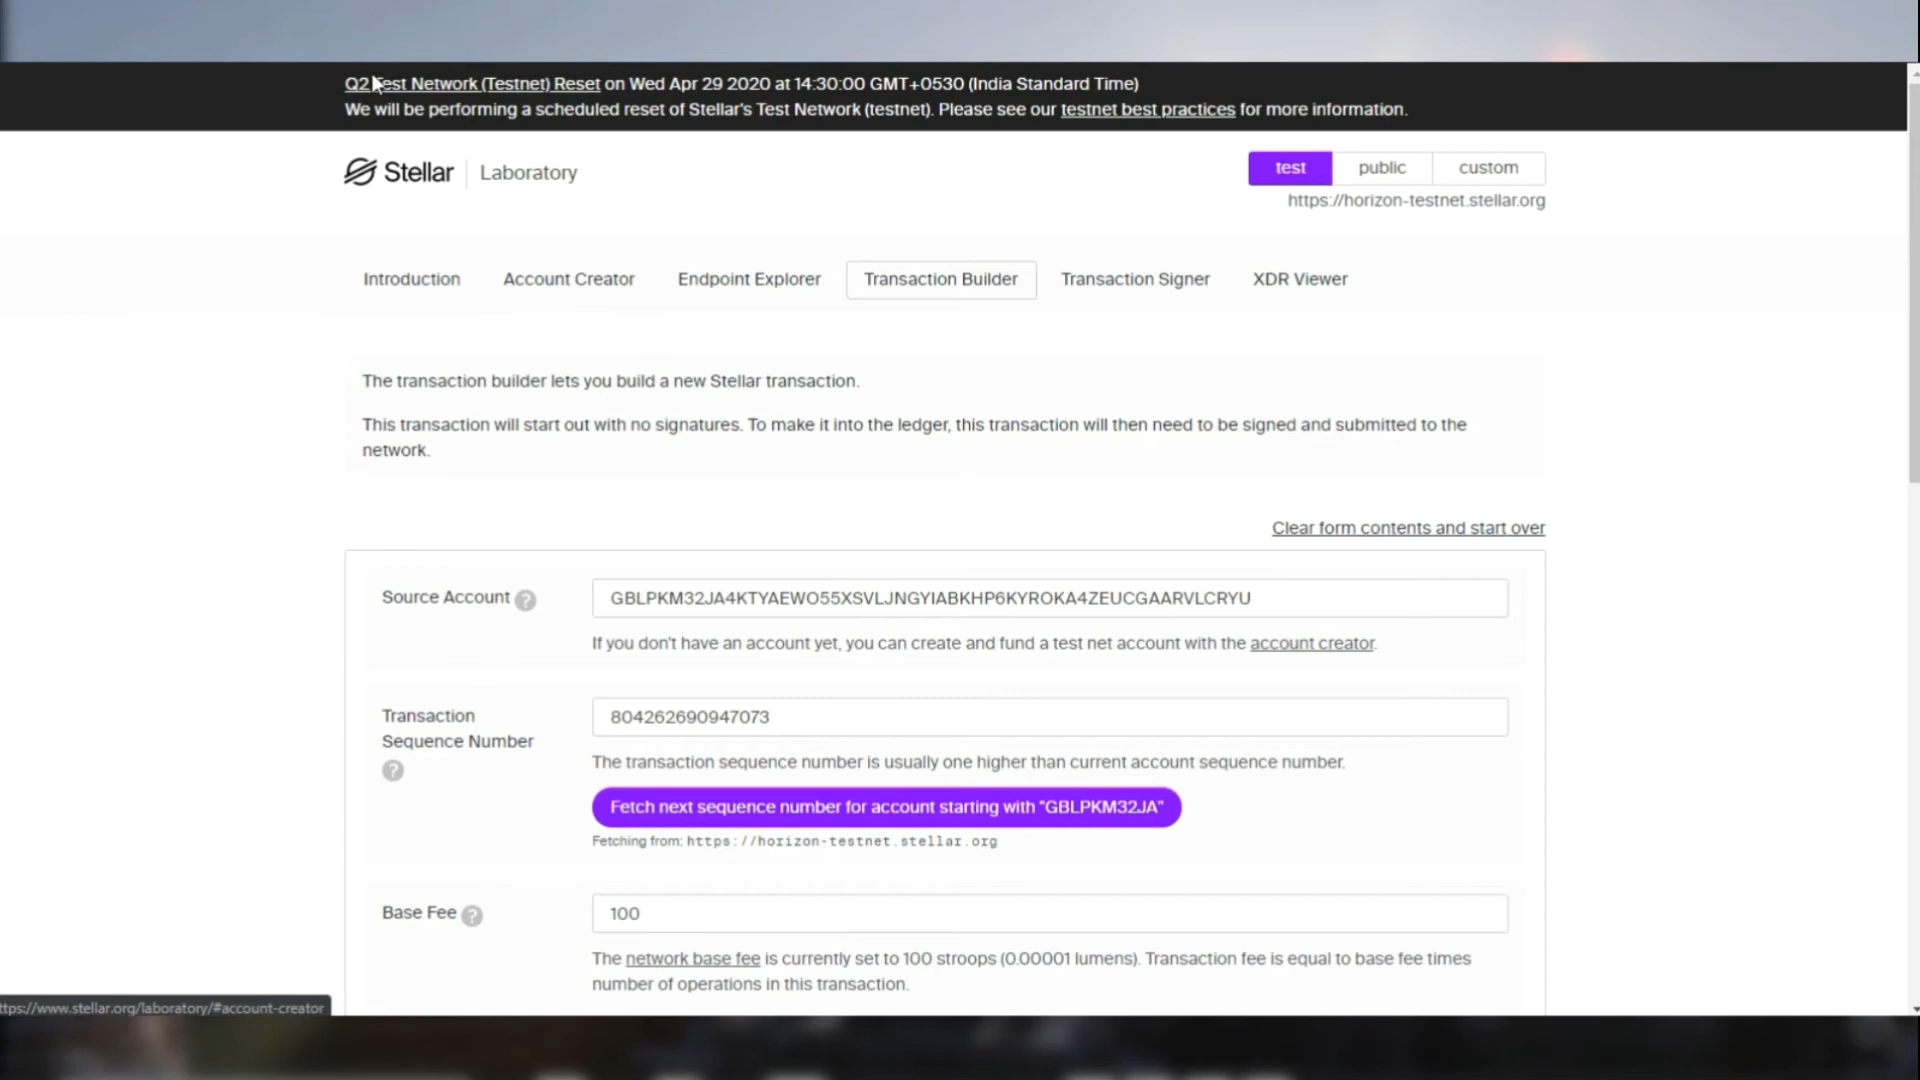 Q2 Test Network (Testnet) Reset on Wed Apr 29 2020 at 14:30:00 GMT+0530 (India Standard Time)
We will be performing a scheduled reset of Stellar's Test Network (testnet). Please see our testnet best practices for more information.
Stellar Laboratory
test public custom
https://horizon-testnet.stellar.org
Introduction Account Creator Endpoint Explorer Transaction Builder Transaction Signer XDR Viewer
The transaction builder lets you build a new Stellar transaction.
This transaction will start out with no signatures. To make it into the ledger, this transaction will then need to be signed and submitted to the
network.
Clear form contents and start over
Source Account ?
GBLPKM32JA4KTYAEWO55XSVLJNGYIABKHP6KYROKA4ZEUCGAARVLCRYU
If you don't have an account yet, you can create and fund a test net account with the account creator.
Transaction
Sequence Number
?
804262690947073
The transaction sequence number is usually one higher than current account sequence number.
Fetch next sequence number for account starting with "GBLPKM32JA"
Fetching from: https://horizon-testnet.stellar.org
Base Fee ?
100
The network base fee is currently set to 100 stroops (0.00001 lumens). Transaction fee is equal to base fee times
number of operations in this transaction.
ttps://www.stellar.org/laboratory/#account-creator